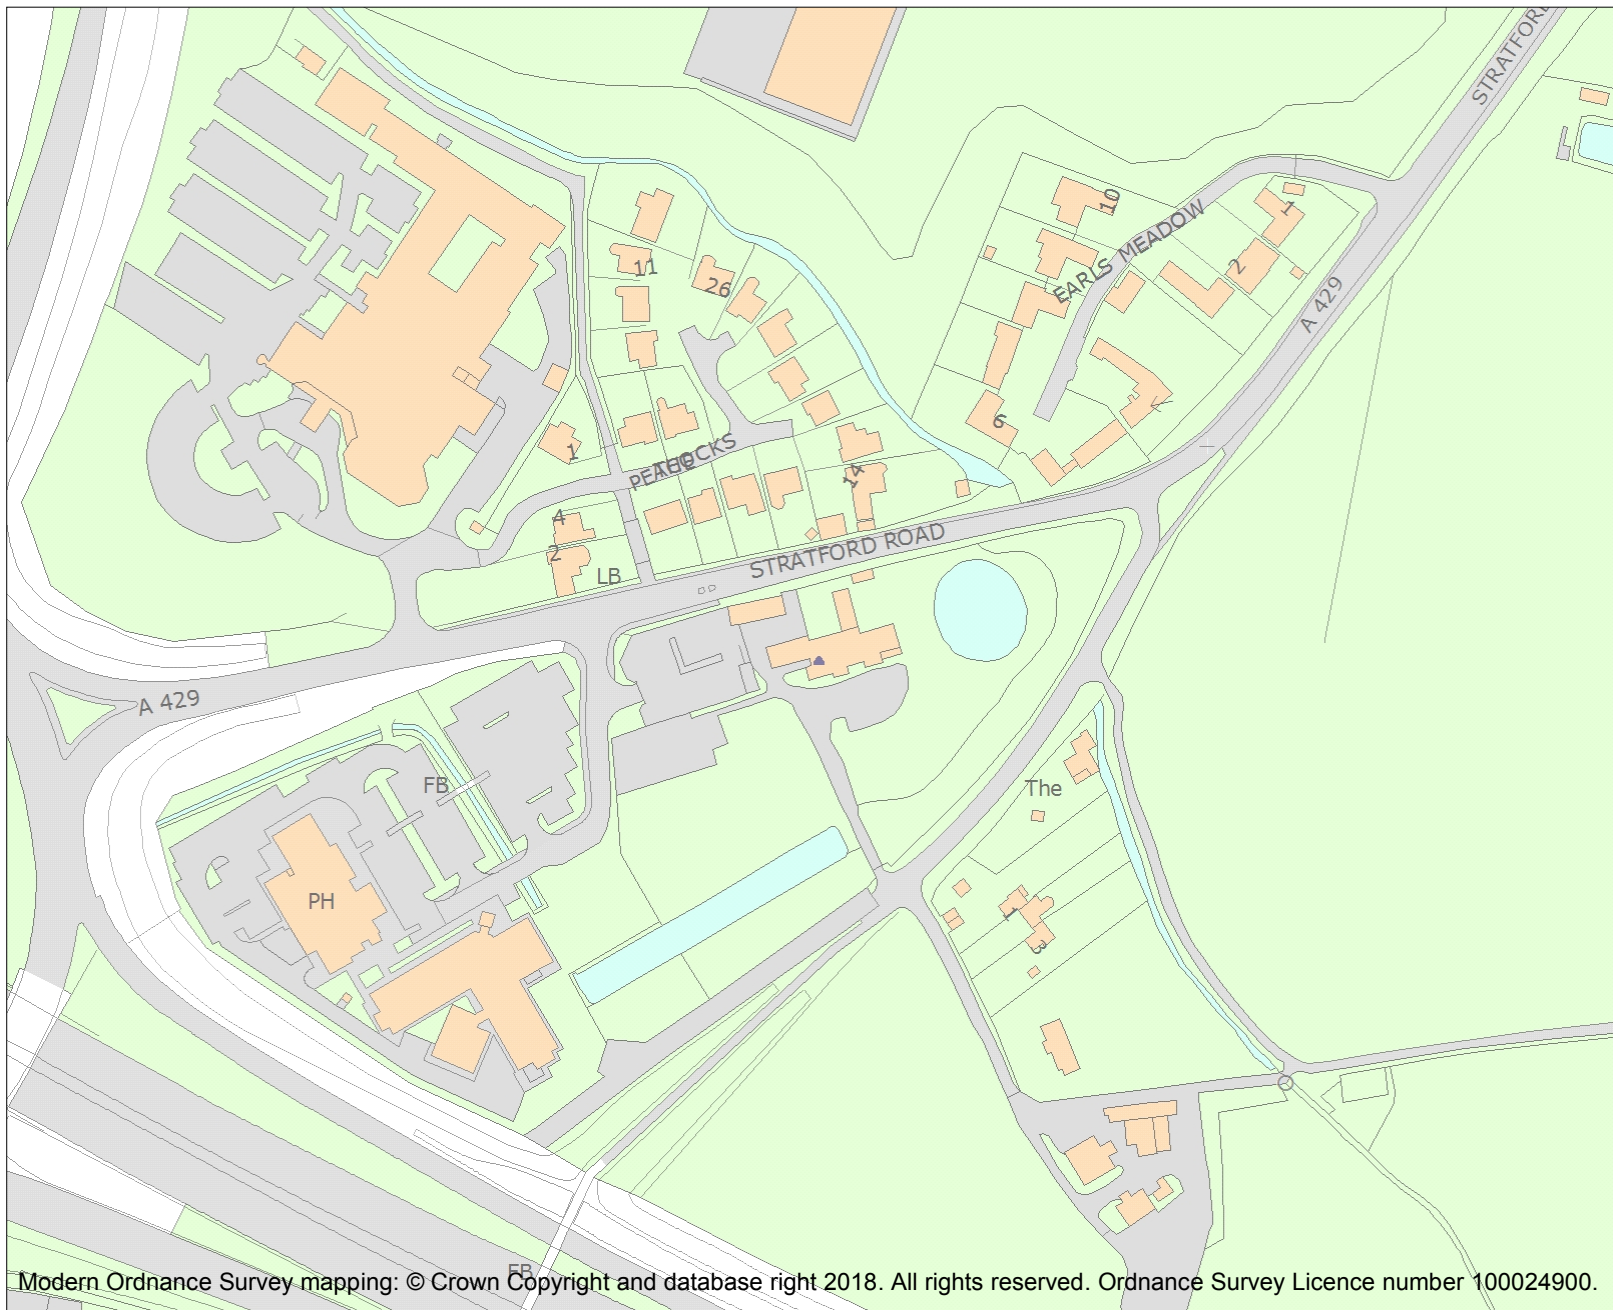 STRATFORD
10
1
EARLS MEADOW
11
2
26
A 429
6
1
THE
PEACOCKS
14
4
2
LB
STRATFORD ROAD
A 429
FB
The
PH
1
3
FB
Modern Ordnance Survey mapping: © Crown Copyright and database right 2018. All rights reserved. Ordnance Survey Licence number 100024900.